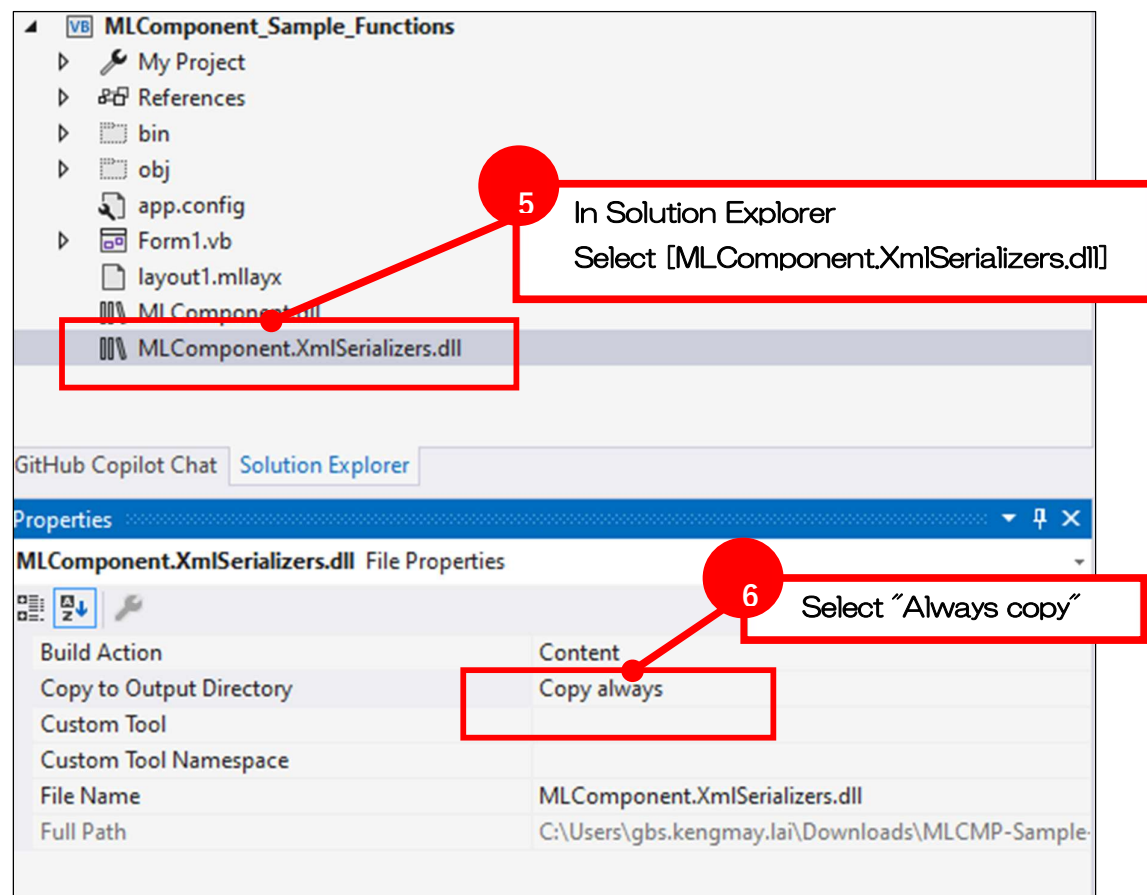 VB MLComponent_Sample_Functions
My Project
References
bin
obj
app.config
5
In Solution Explorer
Form1.vb
Select [MLComponent.XmlSerializers.dll]
layout1.mllayx
MLComponent.dll
MLComponent.XmlSerializers.dll
GitHub Copilot Chat Solution Explorer
Properties
MLComponent.XmlSerializers.dll File Properties
6
Select "Always copy"
Build Action Content
Copy to Output Directory Copy always
Custom Tool
Custom Tool Namespace
File Name MLComponent.XmlSerializers.dll
Full Path C:\Users\gbs.kengmay.lai\Downloads\MLCMP-Sample-